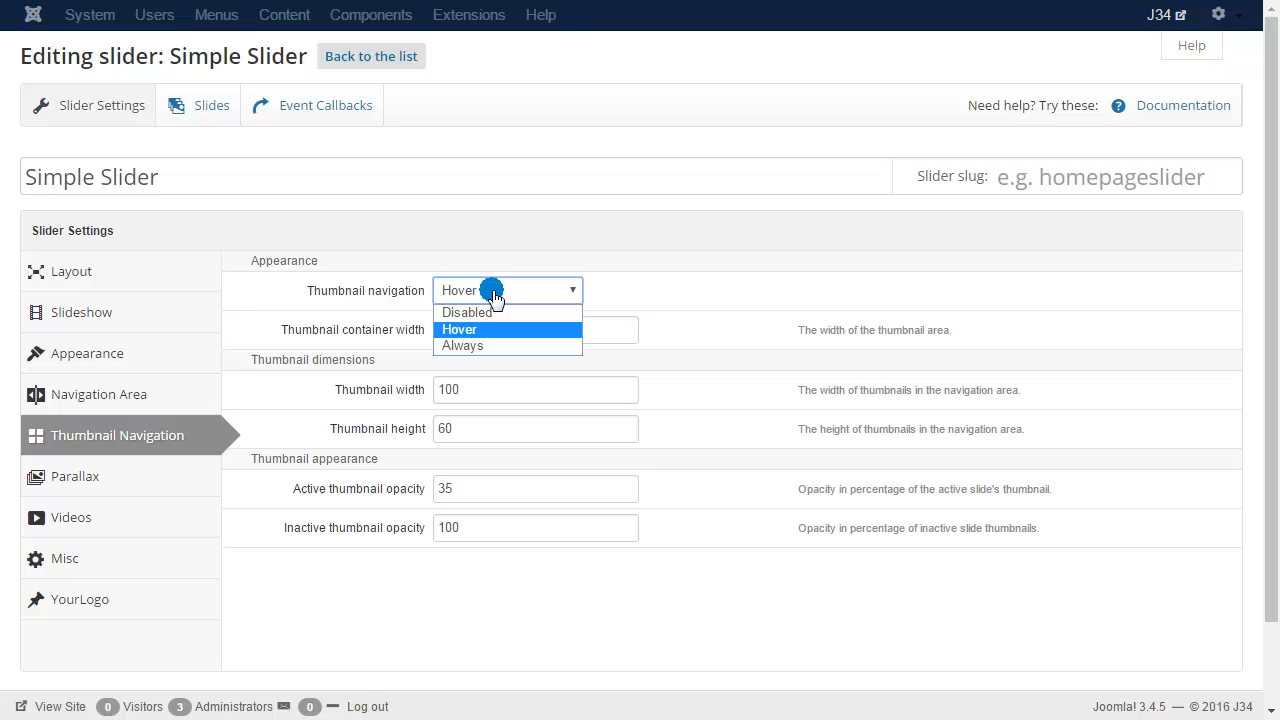 System Users Menus Content Components Extensions Help J34
Editing slider: Simple Slider Back to the list Help
Slider Settings Slides Event Callbacks Need help? Try these: Documentation
Simple Slider Slider slug: e.g. homepageslider
Slider Settings
Layout
Slideshow
Appearance
Navigation Area
Thumbnail Navigation
Parallax
Videos
Misc
YourLogo
Appearance
Thumbnail navigation Hover
Disabled
Hover
Always
Thumbnail container width The width of the thumbnail area.
Thumbnail dimensions
Thumbnail width 100 The width of thumbnails in the navigation area.
Thumbnail height 60 The height of thumbnails in the navigation area.
Thumbnail appearance
Active thumbnail opacity 35 Opacity in percentage of the active slide's thumbnail.
Inactive thumbnail opacity 100 Opacity in percentage of inactive slide thumbnails.
View Site 0 Visitors 3 Administrators 0 Log out Joomla! 3.4.5 — © 2016 J34